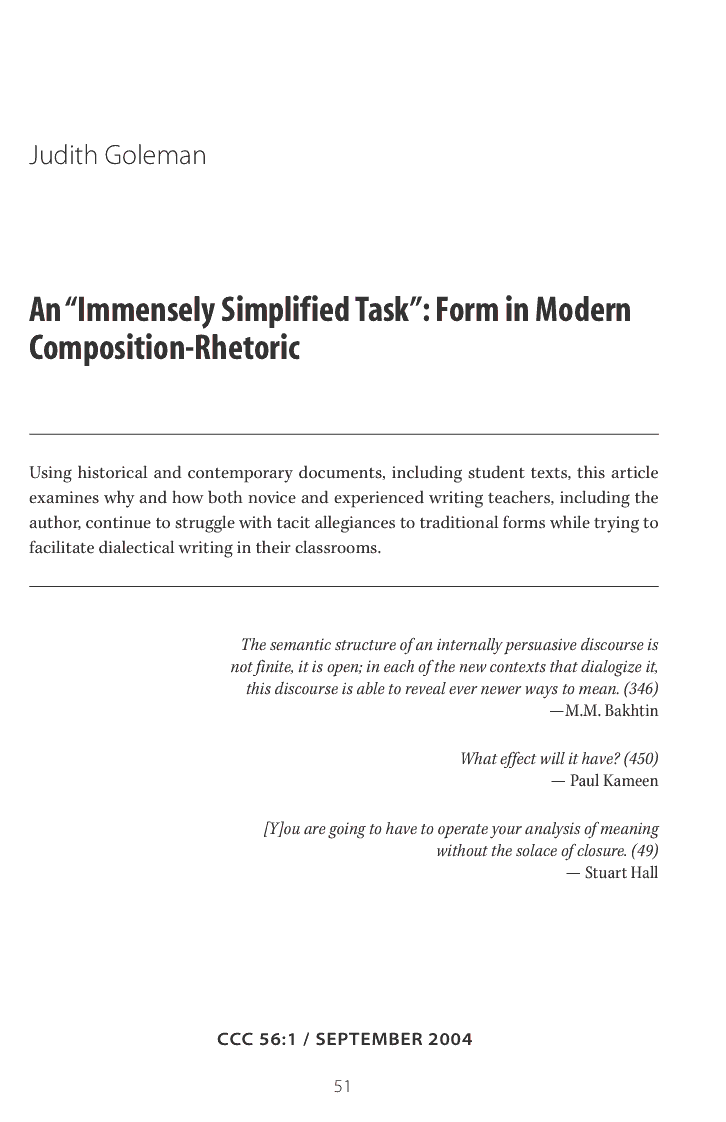 Judith Goleman
An “Immensely Simplified Task”: Form in Modern
Composition-Rhetoric
Using historical and contemporary documents, including student texts, this article
examines why and how both novice and experienced writing teachers, including the
author, continue to struggle with tacit allegiances to traditional forms while trying to
facilitate dialectical writing in their classrooms.
The semantic structure of an internally persuasive discourse is
not finite, it is open; in each of the new contexts that dialogize it,
this discourse is able to reveal ever newer ways to mean. (346)
—M.M. Bakhtin
What effect will it have? (450)
— Paul Kameen
[Y]ou are going to have to operate your analysis of meaning
without the solace of closure. (49)
— Stuart Hall
CCC 56:1 / SEPTEMBER 2004
51